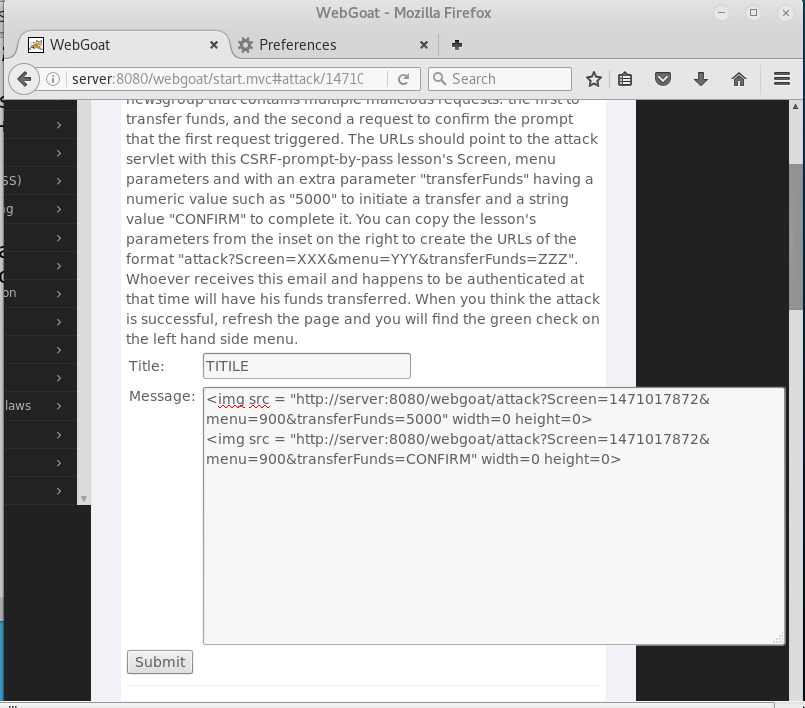 WebGoat - Mozilla Firefox
WebGoat
Preferences
server:8080/webgoat/start.mvc#attack/1471
Search
newsgroup that contains multiple malicious requests: the first to
transfer funds, and the second a request to confirm the prompt
that the first request triggered. The URLs should point to the attack
servlet with this CSRF-prompt-by-pass lesson's Screen, menu
parameters and with an extra parameter "transferFunds" having a
numeric value such as "5000" to initiate a transfer and a string
value "CONFIRM" to complete it. You can copy the lesson's
parameters from the inset on the right to create the URLs of the
format "attack?Screen=XXX&menu=YYY&transferFunds=ZZZ".
Whoever receives this email and happens to be authenticated at
that time will have his funds transferred. When you think the attack
is successful, refresh the page and you will find the green check on
the left hand side menu.
SS)
ng
on
laws
Title:
TITILE
Message:
<img src = "http://server:8080/webgoat/attack?Screen=1471017872&
menu=900&transferFunds=5000" width=0 height=0>
<img src = "http://server:8080/webgoat/attack?Screen=1471017872&
menu=900&transferFunds=CONFIRM" width=0 height=0>
Submit